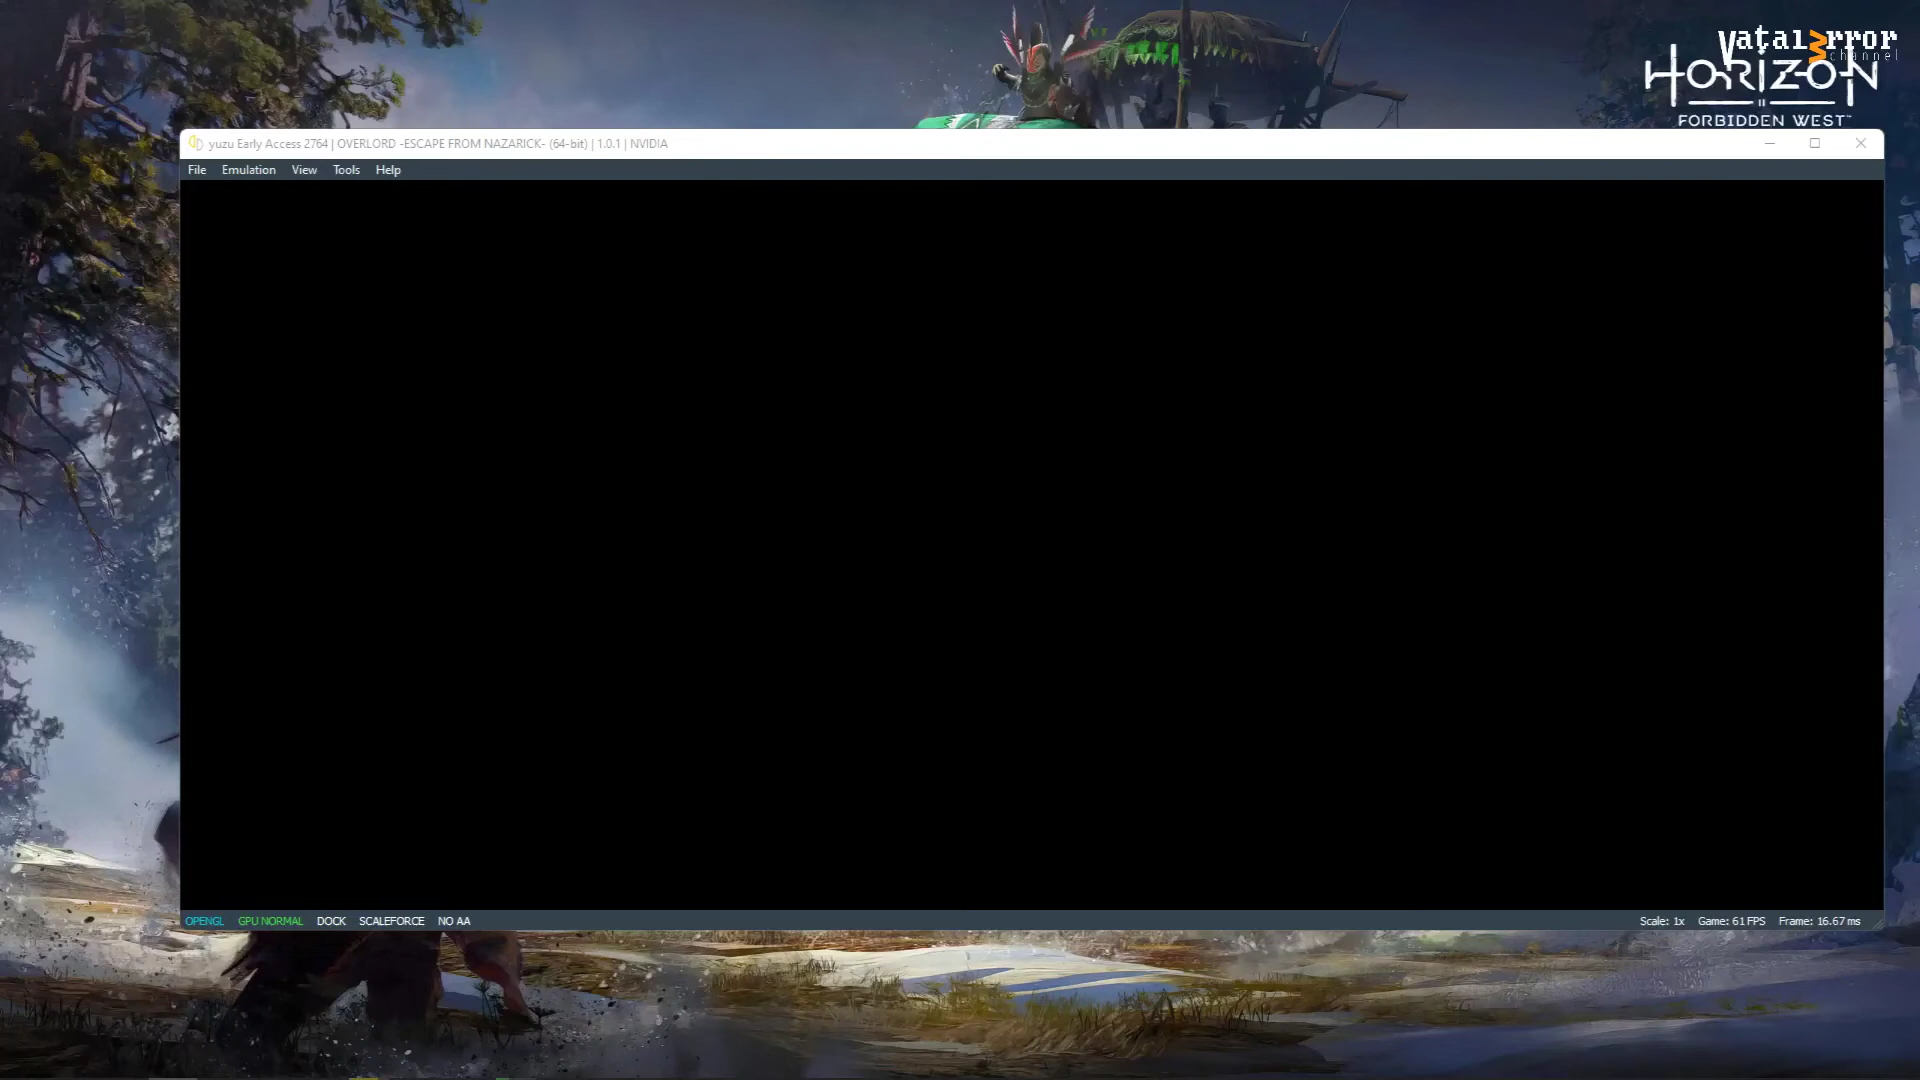 vatalerror
channel
HORIZON
FORBIDDEN WEST™
yuzu Early Access 2764 | OVERLORD -ESCAPE FROM NAZARICK- (64-bit) | 1.0.1 | NVIDIA
File Emulation View Tools Help
OPENGL GPU NORMAL DOCK SCALEFORCE NO AA Scale: 1x Game: 61 FPS Frame: 16.67 ms